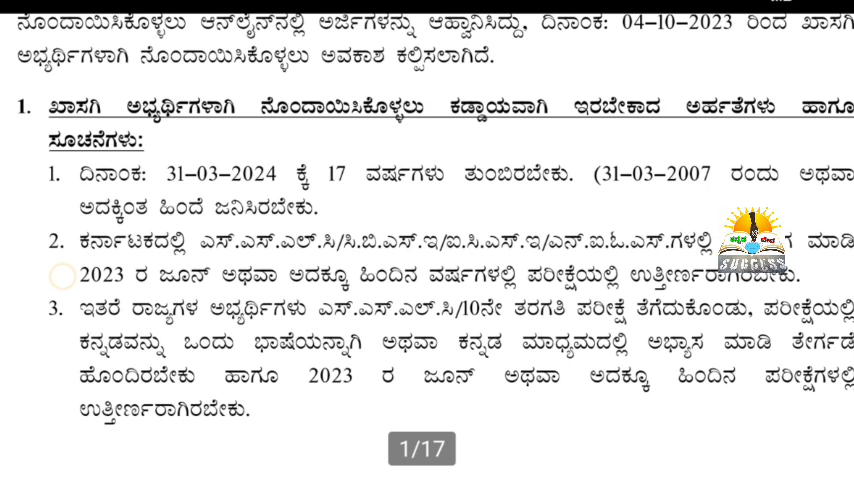 ನೊಂದಾಯಿಸಿಕೊಳ್ಳಲು ಆನ್‌ಲೈನ್‌ನಲ್ಲಿ ಅರ್ಜಿಗಳನ್ನು ಆಹ್ವಾನಿಸಿದ್ದು, ದಿನಾಂಕ: 04–10–2023 ರಿಂದ ಖಾಸಗಿ
ಅಭ್ಯರ್ಥಿಗಳಾಗಿ ನೊಂದಾಯಿಸಿಕೊಳ್ಳಲು ಅವಕಾಶ ಕಲ್ಪಿಸಲಾಗಿದೆ.
1. ಖಾಸಗಿ ಅಭ್ಯರ್ಥಿಗಳಾಗಿ ನೊಂದಾಯಿಸಿಕೊಳ್ಳಲು ಕಡ್ಡಾಯವಾಗಿ ಇರಬೇಕಾದ ಅರ್ಹತೆಗಳು ಹಾಗೂ
ಸೂಚನೆಗಳು:
1. ದಿನಾಂಕ: 31–03–2024 ಕ್ಕೆ 17 ವರ್ಷಗಳು ತುಂಬಿರಬೇಕು. (31–03–2007 ರಂದು ಅಥವಾ
ಅದಕ್ಕಿಂತ ಹಿಂದೆ ಜನಿಸಿರಬೇಕು.
2. ಕರ್ನಾಟಕದಲ್ಲಿ ಎಸ್.ಎಸ್.ಎಲ್.ಸಿ/ಸಿ.ಬಿ.ಎಸ್.ಇ/ಐ.ಸಿ.ಎಸ್.ಇ/ಎನ್.ಐ.ಓ.ಎಸ್.ಗಳಲ್ಲಿ ಮಾಡಿ
2023 ರ ಜೂನ್ ಅಥವಾ ಅದಕ್ಕೂ ಹಿಂದಿನ ವರ್ಷಗಳಲ್ಲಿ ಪರೀಕ್ಷೆಯಲ್ಲಿ ಉತ್ತೀರ್ಣರಾಗಿರಬೇಕು.
SUCCESS
3. ಇತರೆ ರಾಜ್ಯಗಳ ಅಭ್ಯರ್ಥಿಗಳು ಎಸ್.ಎಸ್.ಎಲ್.ಸಿ/10ನೇ ತರಗತಿ ಪರೀಕ್ಷೆ ತೆಗೆದುಕೊಂಡು, ಪರೀಕ್ಷೆಯಲ್ಲಿ
ಕನ್ನಡವನ್ನು ಒಂದು ಭಾಷೆಯನ್ನಾಗಿ ಅಥವಾ ಕನ್ನಡ ಮಾಧ್ಯಮದಲ್ಲಿ ಅಭ್ಯಾಸ ಮಾಡಿ ತೇರ್ಗಡೆ
ಹೊಂದಿರಬೇಕು ಹಾಗೂ 2023 ರ ಜೂನ್ ಅಥವಾ ಅದಕ್ಕೂ ಹಿಂದಿನ ಪರೀಕ್ಷೆಗಳಲ್ಲಿ
ಉತ್ತೀರ್ಣರಾಗಿರಬೇಕು.
1/17